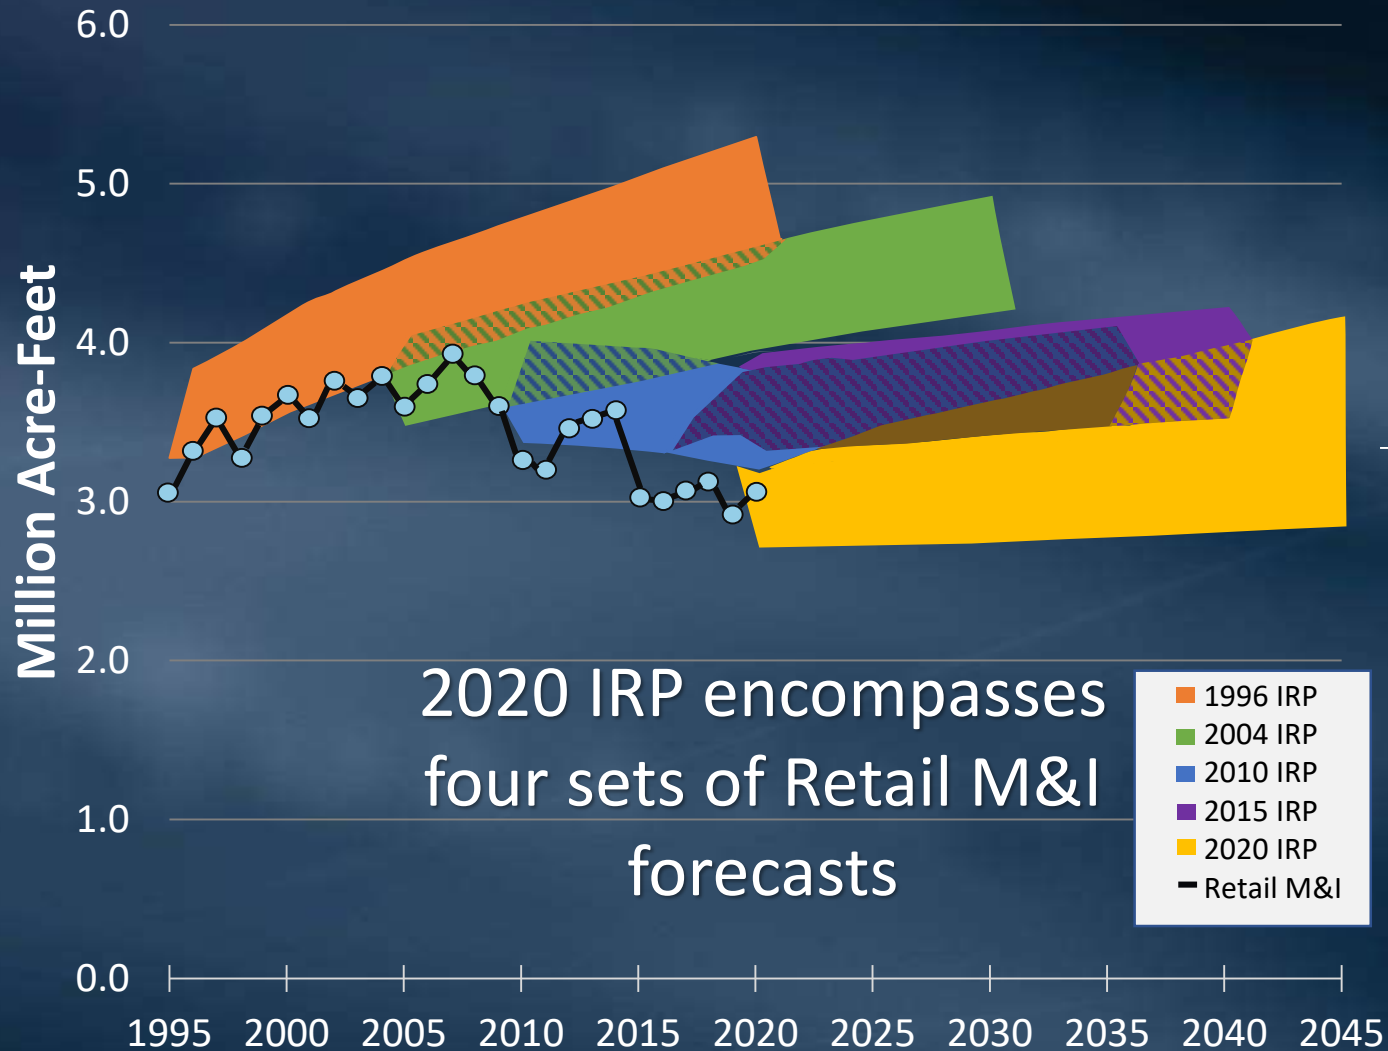 6.0
5.0
4.0
3.0
2.0
1.0
0.0
Million Acre-Feet
2020 IRP encompasses
four sets of Retail M&I
forecasts
1996 IRP
2004 IRP
2010 IRP
2015 IRP
2020 IRP
Retail M&I
1995 2000 2005 2010 2015 2020 2025 2030 2035 2040 2045